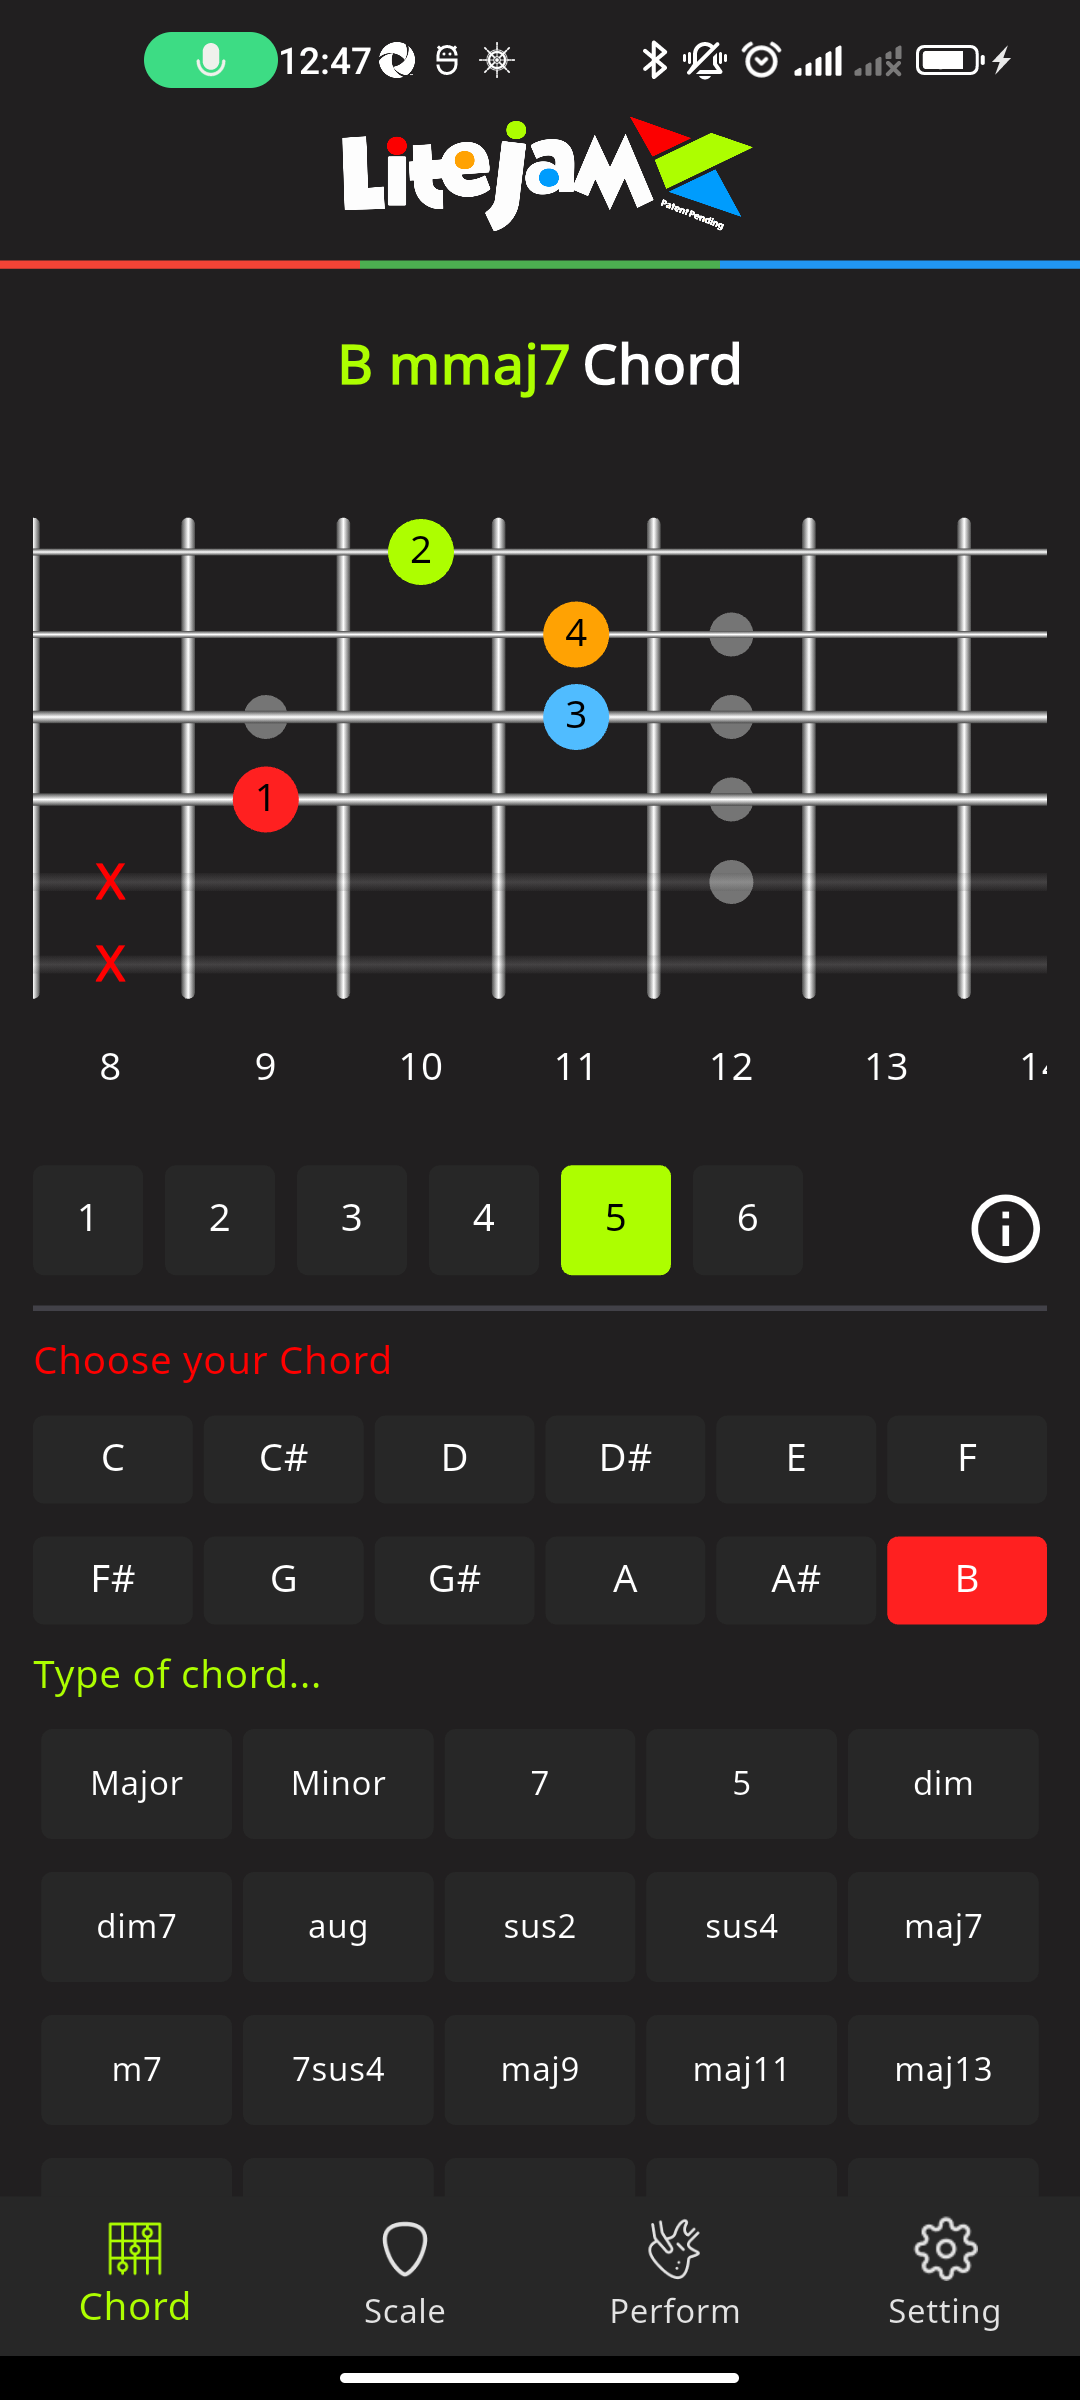 12:47
Litejam
Patent Pending
B mmaj7 Chord
2
4
3
1
X
X
8 9 10 11 12 13
1 2 3 4 5 6
Choose your Chord
C C# D D# E F
F# G G# A A# B
Type of chord...
Major Minor 7 5 dim
dim7 aug sus2 sus4 maj7
m7 7sus4 maj9 maj11 maj13
Chord Scale Perform Setting